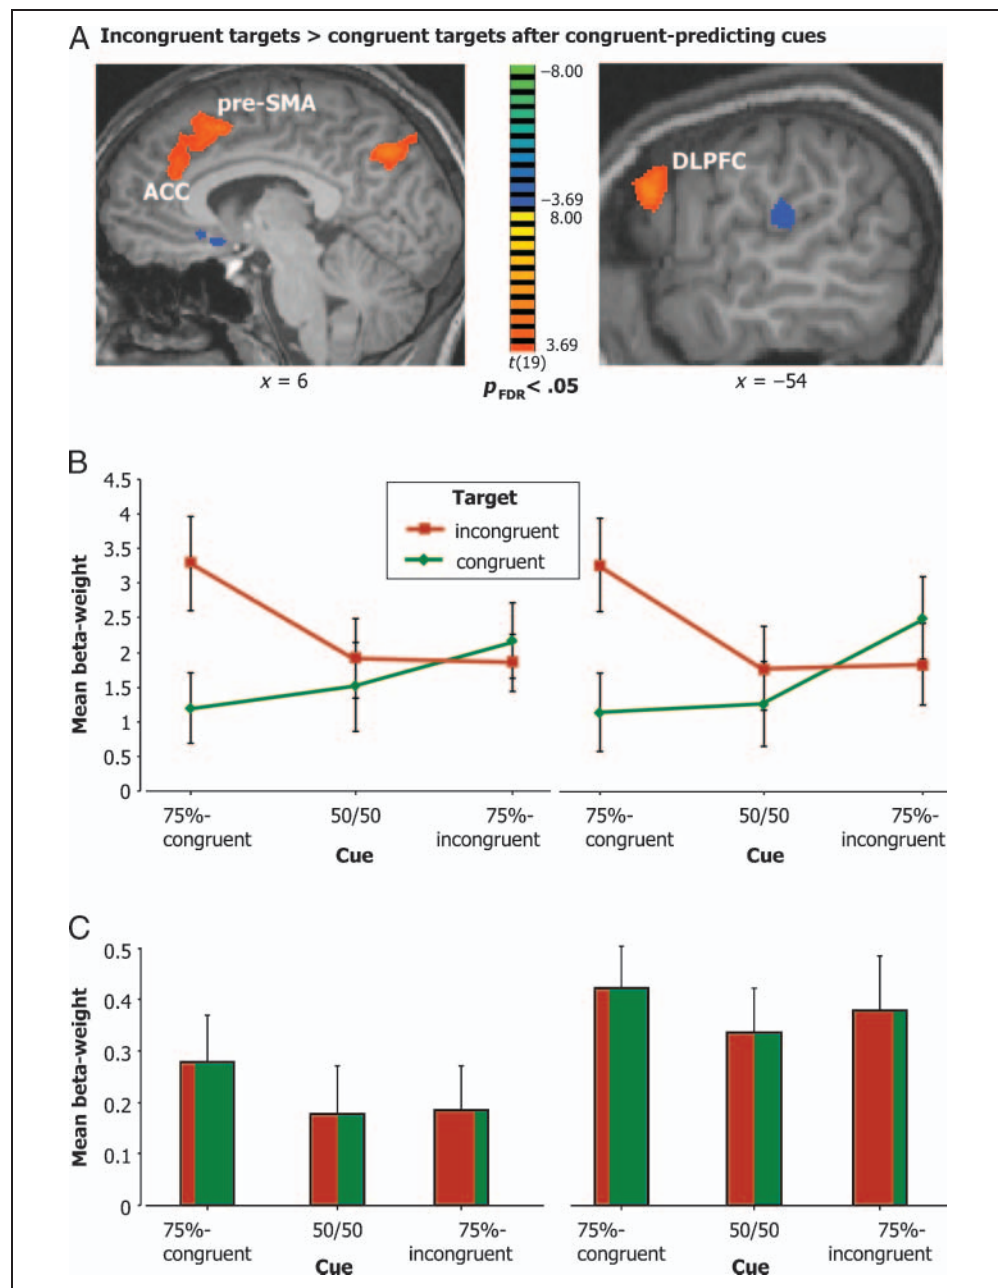 A Incongruent targets > congruent targets after congruent-predicting cues
pre-SMA
ACC
x = 6
−8.00
−3.69
8.00
3.69
t(19)
pFDR < .05
DLPFC
x = −54
B
Mean beta-weight
4.5
4
3.5
3
2.5
2
1.5
1
0.5
0
Target
incongruent
congruent
75%-
congruent
50/50
75%-
incongruent
Cue
75%-
congruent
50/50
75%-
incongruent
Cue
C
Mean beta-weight
0.5
0.4
0.3
0.2
0.1
0
75%-
congruent
50/50
75%-
incongruent
Cue
75%-
congruent
50/50
75%-
incongruent
Cue